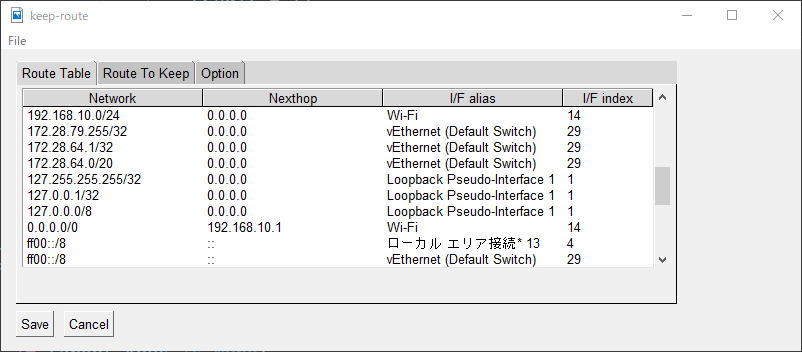 keep-route
File
Route Table Route To Keep Option
Network Nexthop I/F alias I/F index
192.168.10.0/24 0.0.0.0 Wi-Fi 14
172.28.79.255/32 0.0.0.0 vEthernet (Default Switch) 29
172.28.64.1/32 0.0.0.0 vEthernet (Default Switch) 29
172.28.64.0/20 0.0.0.0 vEthernet (Default Switch) 29
127.255.255.255/32 0.0.0.0 Loopback Pseudo-Interface 1 1
127.0.0.1/32 0.0.0.0 Loopback Pseudo-Interface 1 1
127.0.0.0/8 0.0.0.0 Loopback Pseudo-Interface 1 1
0.0.0.0/0 192.168.10.1 Wi-Fi 14
ff00::/8 :: ローカル エリア接続* 13 4
ff00::/8 :: vEthernet (Default Switch) 29
Save Cancel